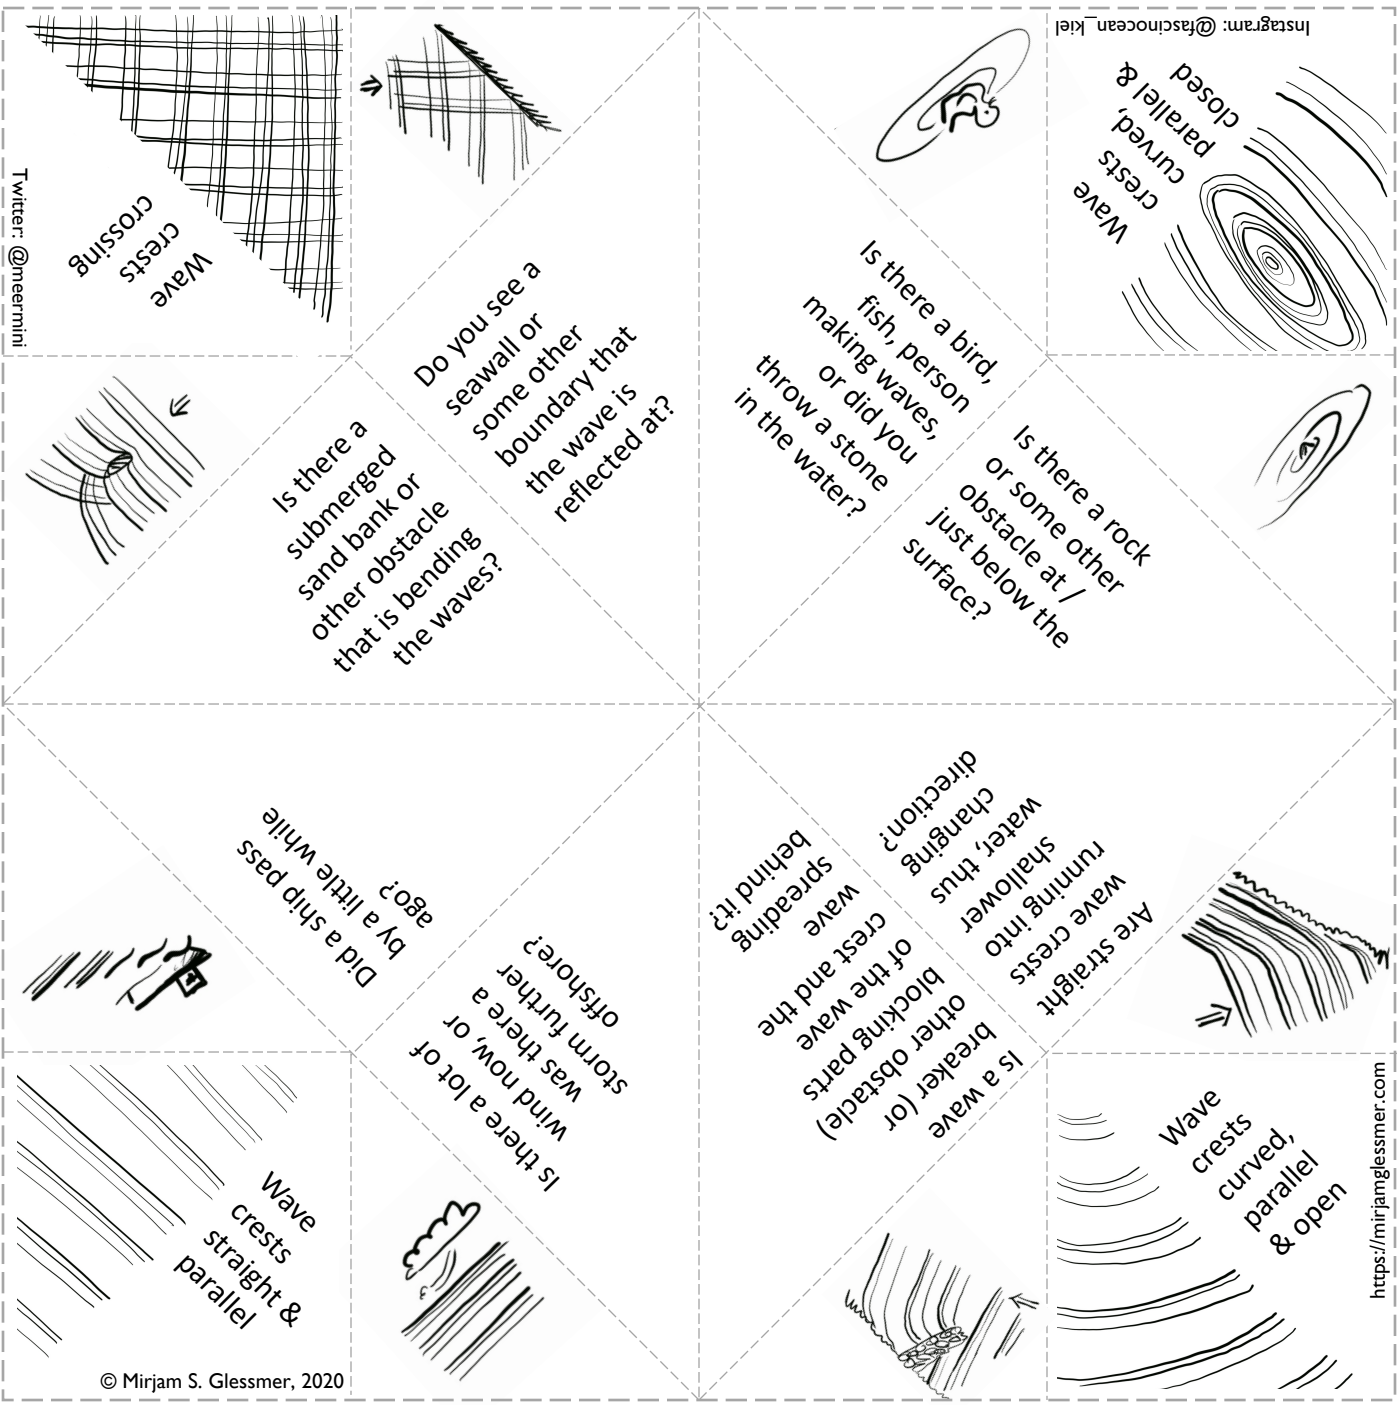 Twitter: @meermini
Wave
crests
crossing
Do you see a
seawall or
some other
boundary that
the wave is
reflected at?
Is there a
submerged
sand bank or
other obstacle
that is bending
the waves?
Instagram: @fascinocean_kiel
Wave
crests
curved,
parallel &
closed
Is there a bird,
fish, person
making waves,
or did you
throw a stone
in the water?
Is there a rock
or some other
obstacle at /
just below the
surface?
Did a ship pass
by a little while
ago?
Is there a lot of
wind now, or
was there a
storm further
offshore?
Wave
crests
straight &
parallel
© Mirjam S. Glessmer, 2020
Are straight
wave crests
running into
shallower
water, thus
changing
direction?
Is a wave
breaker (or
other obstacle)
blocking parts
of the wave
crest and the
wave
spreading
behind it?
Wave
crests
curved,
parallel
& open
https://mirjamglessmer.com